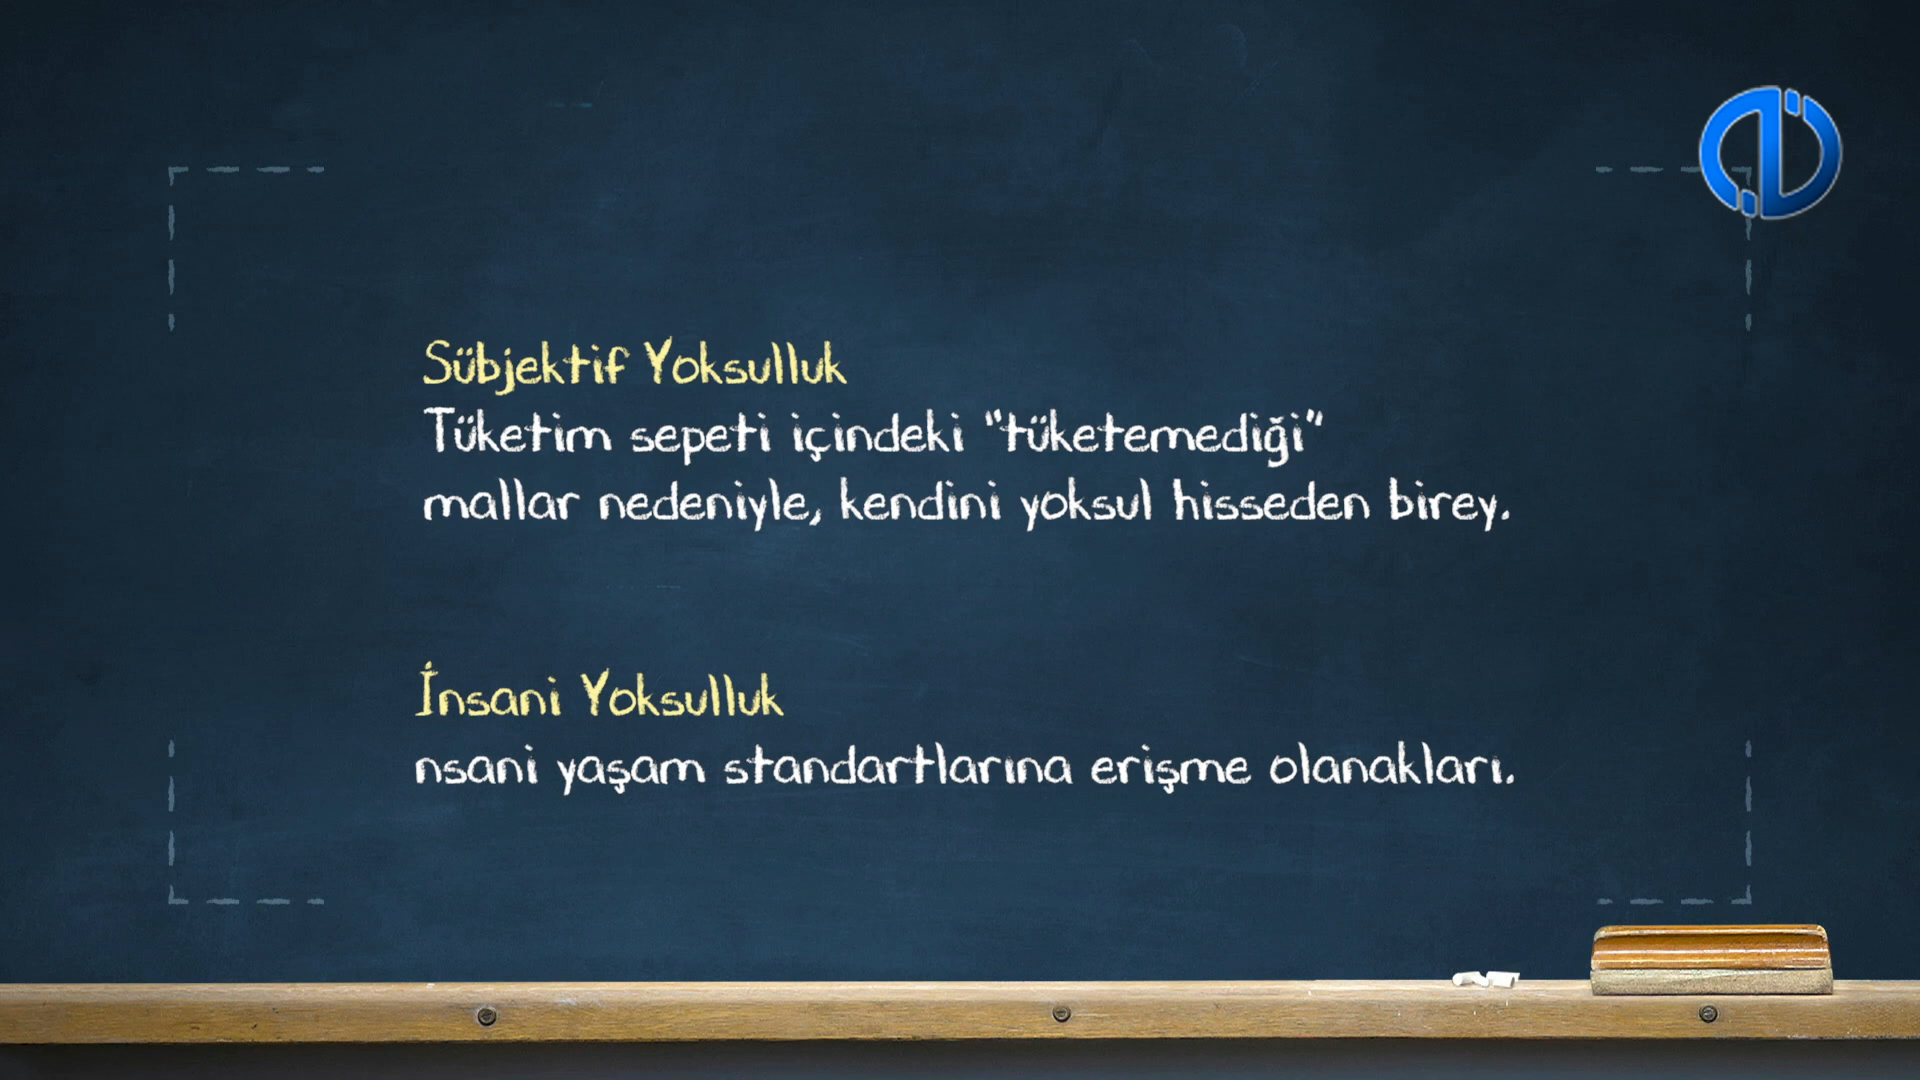 Sübjektif Yoksulluk
Tüketim sepeti içindeki "tüketemediği"
mallar nedeniyle, kendini yoksul hisseden birey.
İnsani Yoksulluk
nsani yaşam standartlarına erişme olanakları.